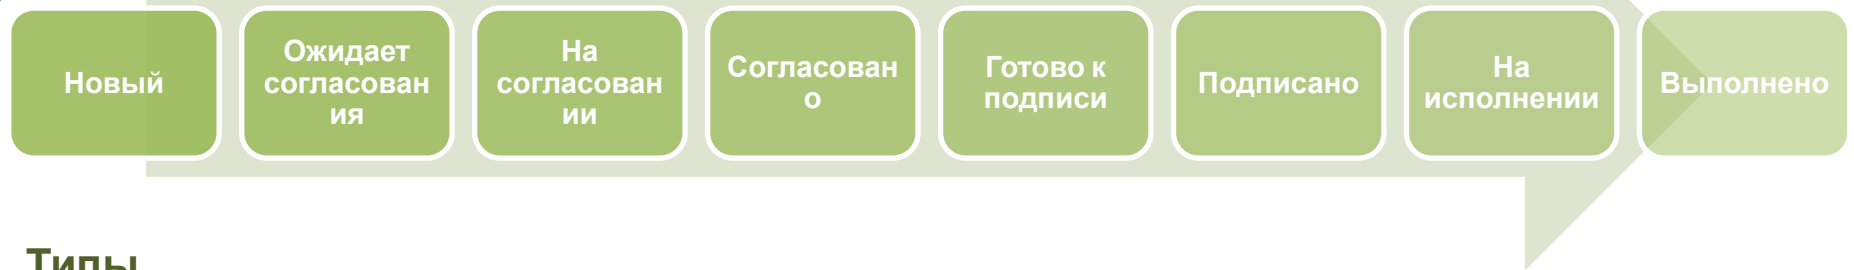 Новый
Ожидает
согласован
ия
На
согласован
ии
Согласован
о
Готово к
подписи
Подписано
На
исполнении
Выполнено
Типы